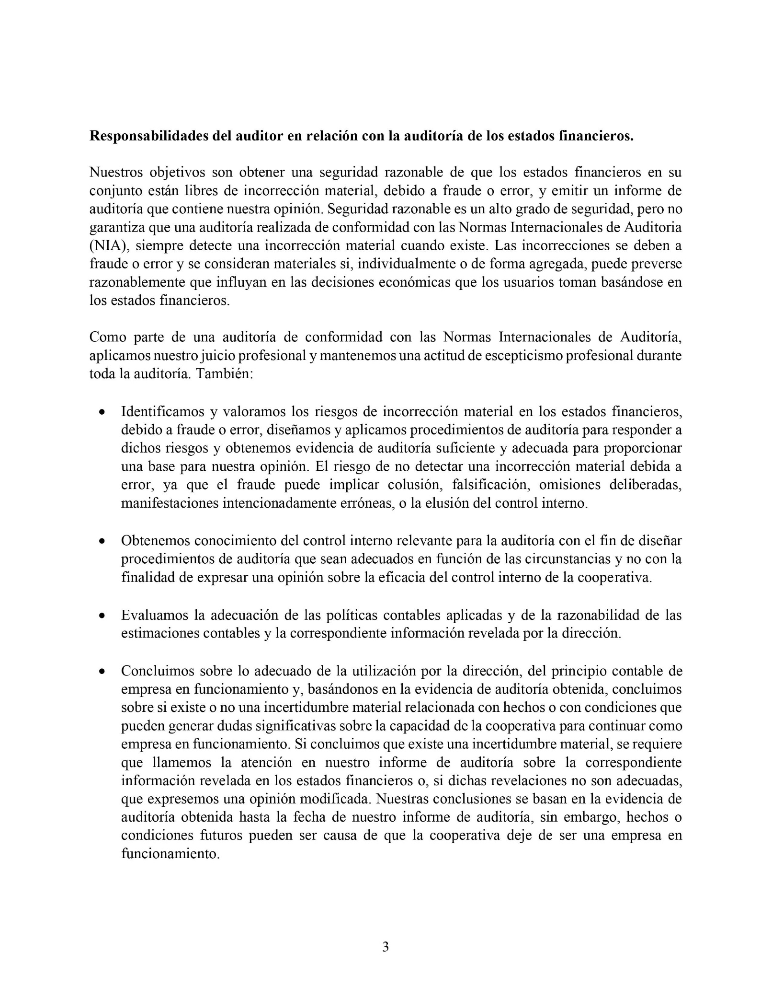 Responsabilidades del auditor en relación con la auditoría de los estados financieros.
Nuestros objetivos son obtener una seguridad razonable de que los estados financieros en su
conjunto están libres de incorrección material, debido a fraude o error, y emitir un informe de
auditoría que contiene nuestra opinión. Seguridad razonable es un alto grado de seguridad, pero no
garantiza que una auditoría realizada de conformidad con las Normas Internacionales de Auditoria
(NIA), siempre detecte una incorrección material cuando existe. Las incorrecciones se deben a
fraude o error y se consideran materiales si, individualmente o de forma agregada, puede preverse
razonablemente que influyan en las decisiones económicas que los usuarios toman basándose en
los estados financieros.
Como parte de una auditoría de conformidad con las Normas Internacionales de Auditoría,
aplicamos nuestro juicio profesional y mantenemos una actitud de escepticismo profesional durante
toda la auditoría. También:
• Identificamos y valoramos los riesgos de incorrección material en los estados financieros,
debido a fraude o error, diseñamos y aplicamos procedimientos de auditoría para responder a
dichos riesgos y obtenemos evidencia de auditoría suficiente y adecuada para proporcionar
una base para nuestra opinión. El riesgo de no detectar una incorrección material debida a
error, ya que el fraude puede implicar colusión, falsificación, omisiones deliberadas,
manifestaciones intencionadamente erróneas, o la elusión del control interno.
• Obtenemos conocimiento del control interno relevante para la auditoría con el fin de diseñar
procedimientos de auditoría que sean adecuados en función de las circunstancias y no con la
finalidad de expresar una opinión sobre la eficacia del control interno de la cooperativa.
• Evaluamos la adecuación de las políticas contables aplicadas y de la razonabilidad de las
estimaciones contables y la correspondiente información revelada por la dirección.
• Concluimos sobre lo adecuado de la utilización por la dirección, del principio contable de
empresa en funcionamiento y, basándonos en la evidencia de auditoría obtenida, concluimos
sobre si existe o no una incertidumbre material relacionada con hechos o con condiciones que
pueden generar dudas significativas sobre la capacidad de la cooperativa para continuar como
empresa en funcionamiento. Si concluimos que existe una incertidumbre material, se requiere
que llamemos la atención en nuestro informe de auditoría sobre la correspondiente
información revelada en los estados financieros o, si dichas revelaciones no son adecuadas,
que expresemos una opinión modificada. Nuestras conclusiones se basan en la evidencia de
auditoría obtenida hasta la fecha de nuestro informe de auditoría, sin embargo, hechos o
condiciones futuros pueden ser causa de que la cooperativa deje de ser una empresa en
funcionamiento.
3